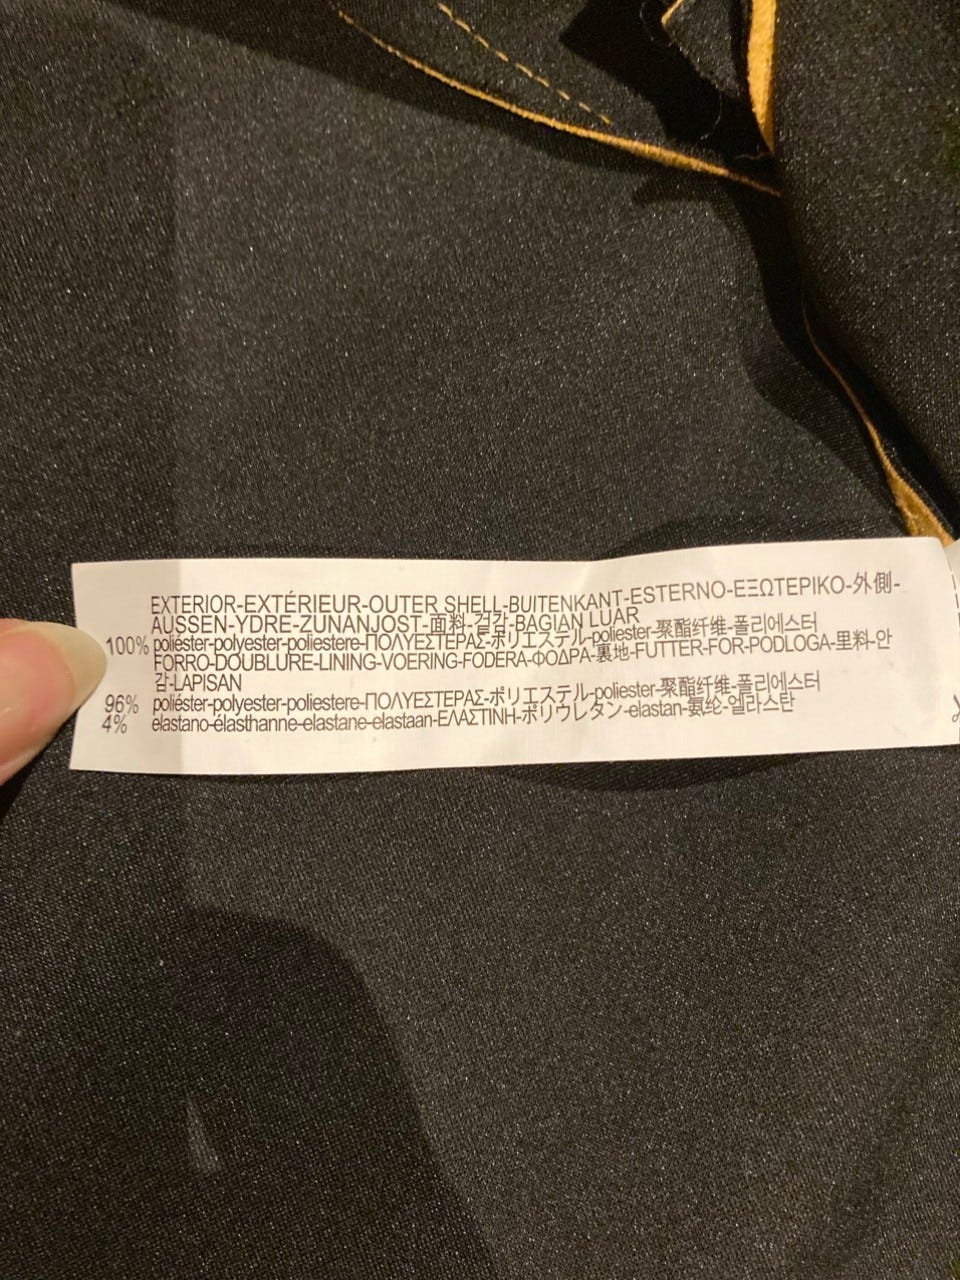 EXTERIOR-EXTÉRIEUR-OUTER SHELL-BUITENKANT-ESTERNO-ΕΞΩΤΕΡΙΚΟ-外側-
AUSSEN-YDRE-ZUNANJOST-面料-겉감-BAGIAN LUAR
100% poliéster-polyester-poliestere-ΠΟΛΥΕΣΤΕΡΑΣ-ポリエステル-poliester-聚酯纤维-폴리에스터
FORRO-DOUBLURE-LINING-VOERING-FODERA-ΦΟΔΡΑ-裏地-FUTTER-FOR-PODLOGA-里料-안
감-LAPISAN
96% poliéster-polyester-poliestere-ΠΟΛΥΕΣΤΕΡΑΣ-ポリエステル-poliester-聚酯纤维-폴리에스터
4% elastano-élasthanne-elastane-elastaan-ΕΛΑΣΤΙΝΗ-ポリウレタン-elastan-氨纶-엘라스탄